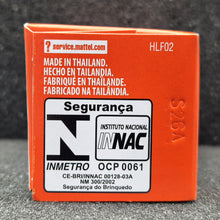 ? service.mattel.com HLF02
MADE IN THAILAND.
HECHO EN TAILANDIA.
FABRIQUÉ EN THAÏLANDE.
FABRICADO NA TAILÂNDIA.
Segurança
N
INMETRO
INSTITUTO NACIONAL
INNAC
OCP 0061
CE-BRI/INNAC 00128-03A
NM 300/2002
Segurança do Brinquedo
S26A